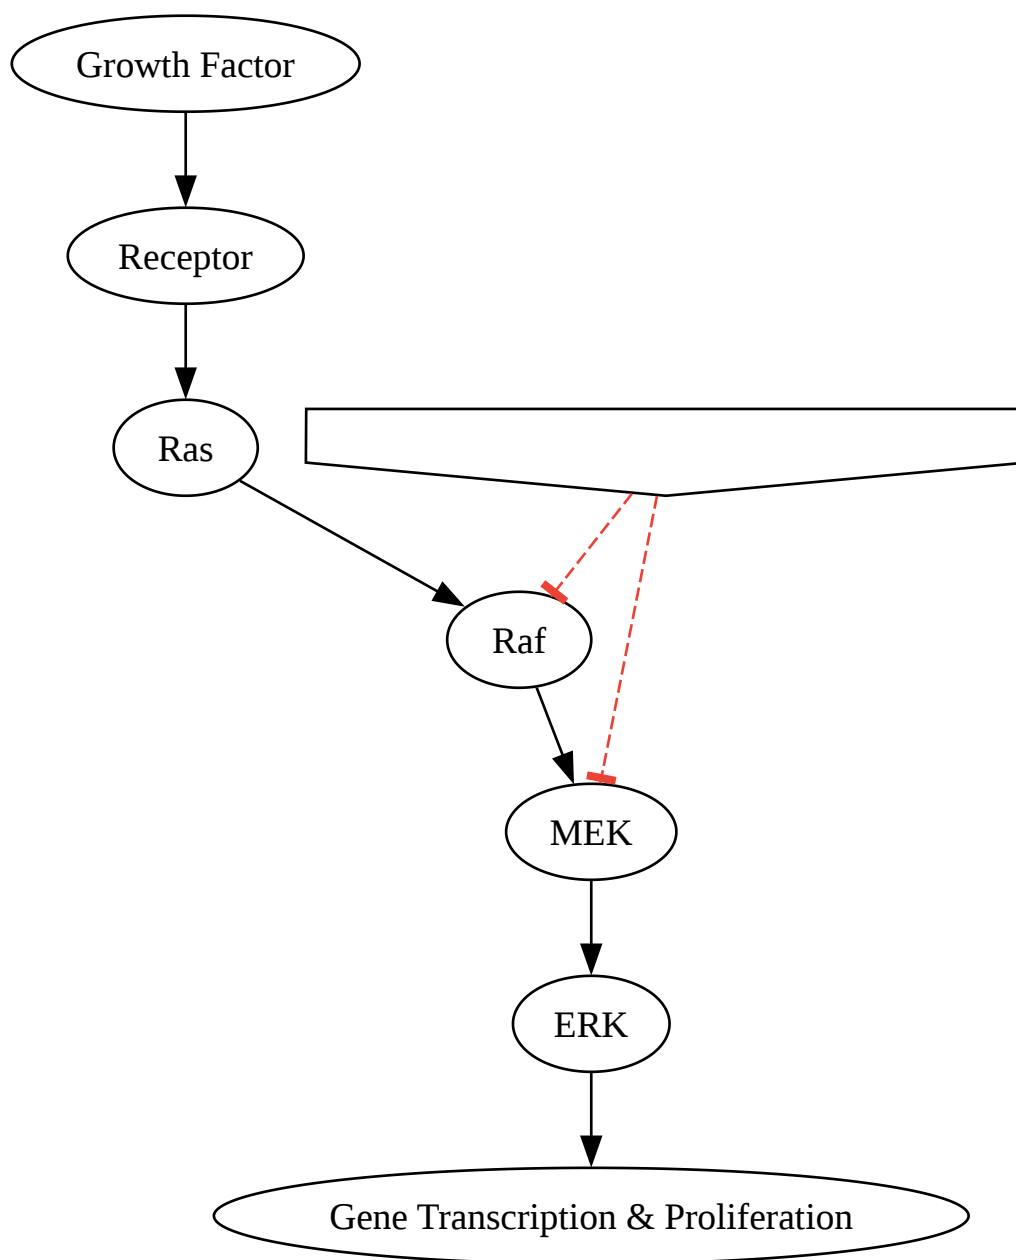 Growth Factor
Receptor
Ras
Raf
MEK
ERK
Gene Transcription & Proliferation